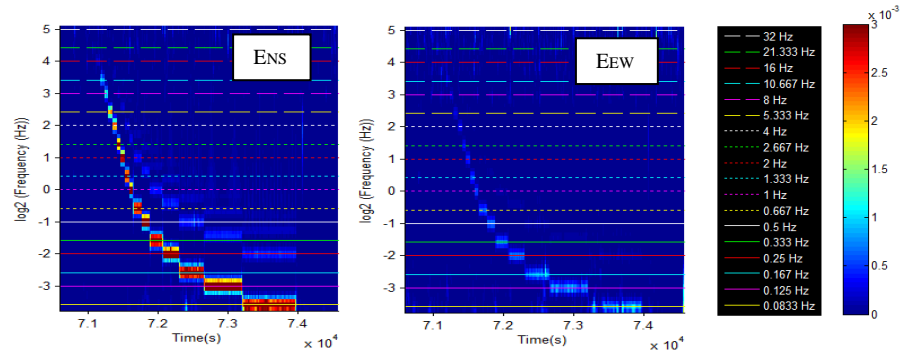 ENS
5
4
3
2
1
0
-1
-2
-3
log2 (Frequency (Hz))
7.1
7.2
7.3
7.4
Time(s)
× 10⁴
EEW
5
4
3
2
1
0
-1
-2
-3
log2 (Frequency (Hz))
7.1
7.2
7.3
7.4
Time(s)
× 10⁴
32 Hz
21.333 Hz
16 Hz
10.667 Hz
8 Hz
5.333 Hz
4 Hz
2.667 Hz
2 Hz
1.333 Hz
1 Hz
0.667 Hz
0.5 Hz
0.333 Hz
0.25 Hz
0.167 Hz
0.125 Hz
0.0833 Hz
x 10⁻³
3
2.5
2
1.5
1
0.5
0